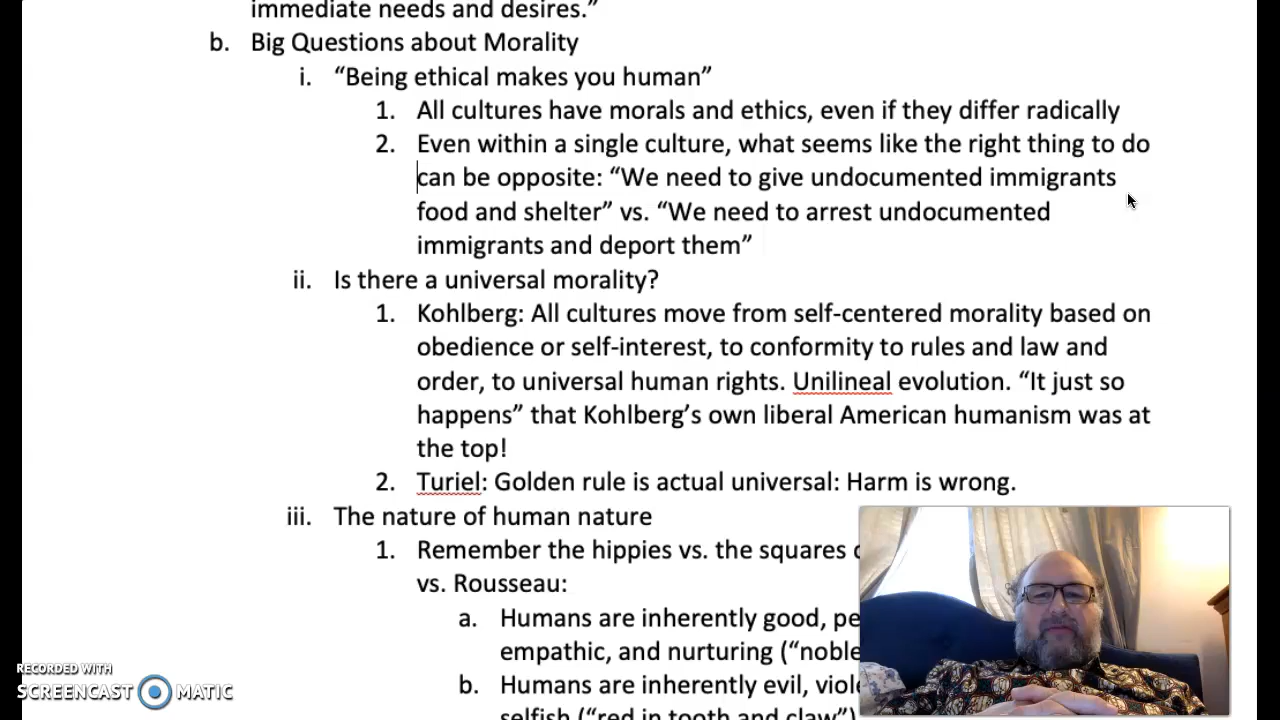 immediate needs and desires.”
b. Big Questions about Morality
i. “Being ethical makes you human”
1. All cultures have morals and ethics, even if they differ radically
2. Even within a single culture, what seems like the right thing to do
can be opposite: “We need to give undocumented immigrants
food and shelter” vs. “We need to arrest undocumented
immigrants and deport them”
ii. Is there a universal morality?
1. Kohlberg: All cultures move from self-centered morality based on
obedience or self-interest, to conformity to rules and law and
order, to universal human rights. Unilineal evolution. “It just so
happens” that Kohlberg’s own liberal American humanism was at
the top!
2. Turiel: Golden rule is actual universal: Harm is wrong.
iii. The nature of human nature
1. Remember the hippies vs. the squares
vs. Rousseau:
a. Humans are inherently good,
empathic, and nurturing (“noble
b. Humans are inherently evil,
selfish (“red in tooth and claw”)
RECORDED WITH
SCREENCAST MATIC